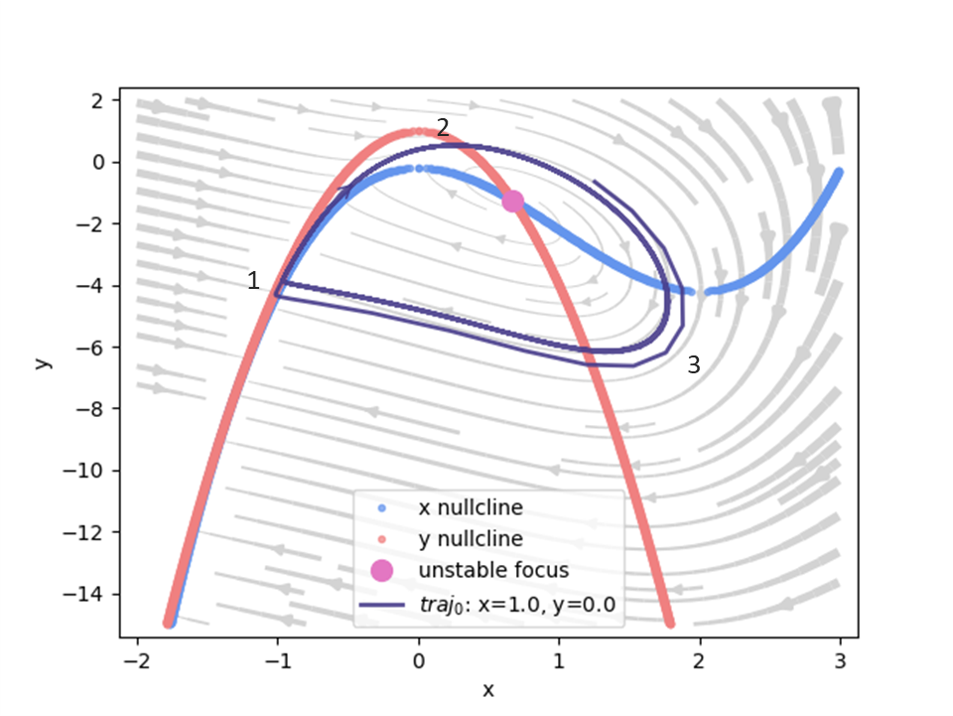 2
0
−2
−4
−6
−8
−10
−12
−14
y
1
2
3
x nullcline
y nullcline
unstable focus
traj₀: x=1.0, y=0.0
−2 −1 0 1 2 3
x